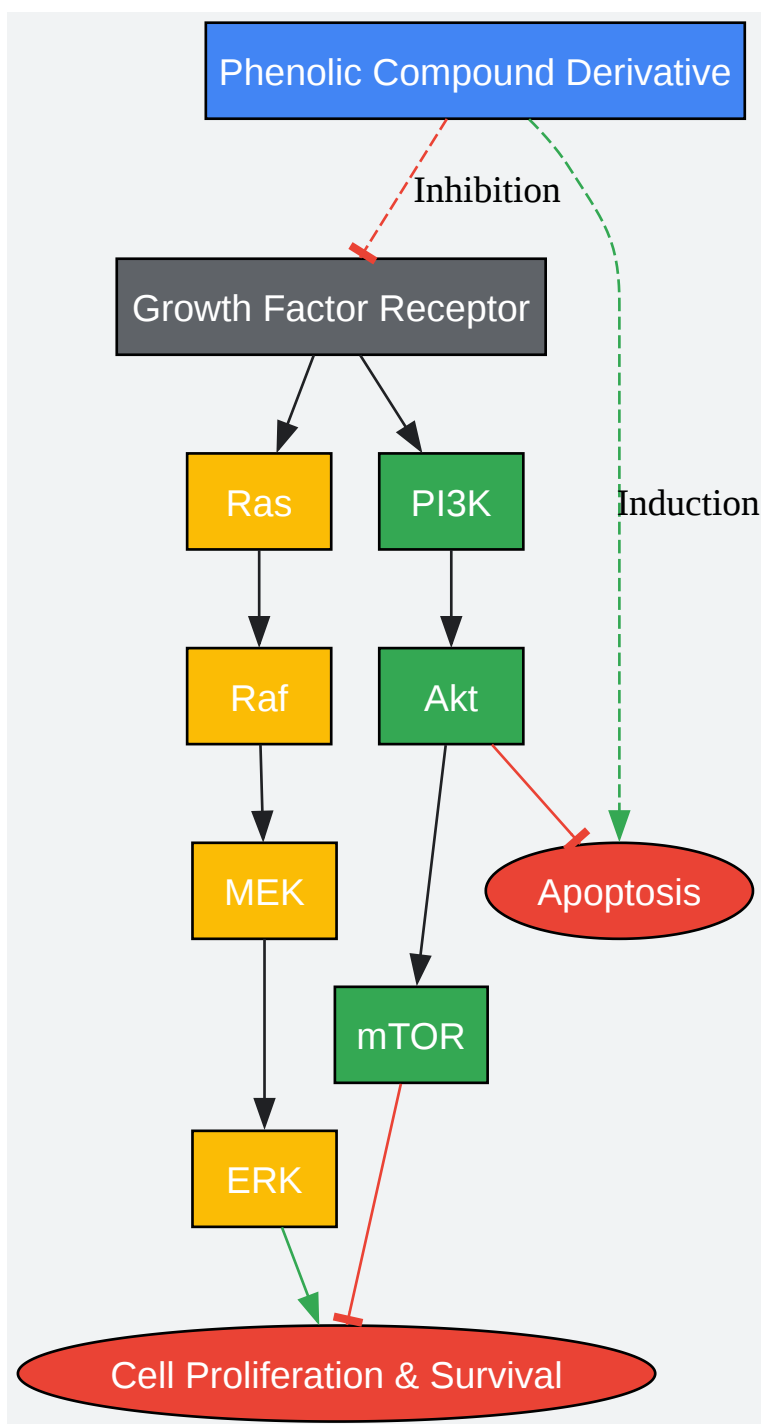 Phenolic Compound Derivative
Inhibition
Growth Factor Receptor
Ras
PI3K
Induction
Raf
Akt
MEK
Apoptosis
mTOR
ERK
Cell Proliferation & Survival